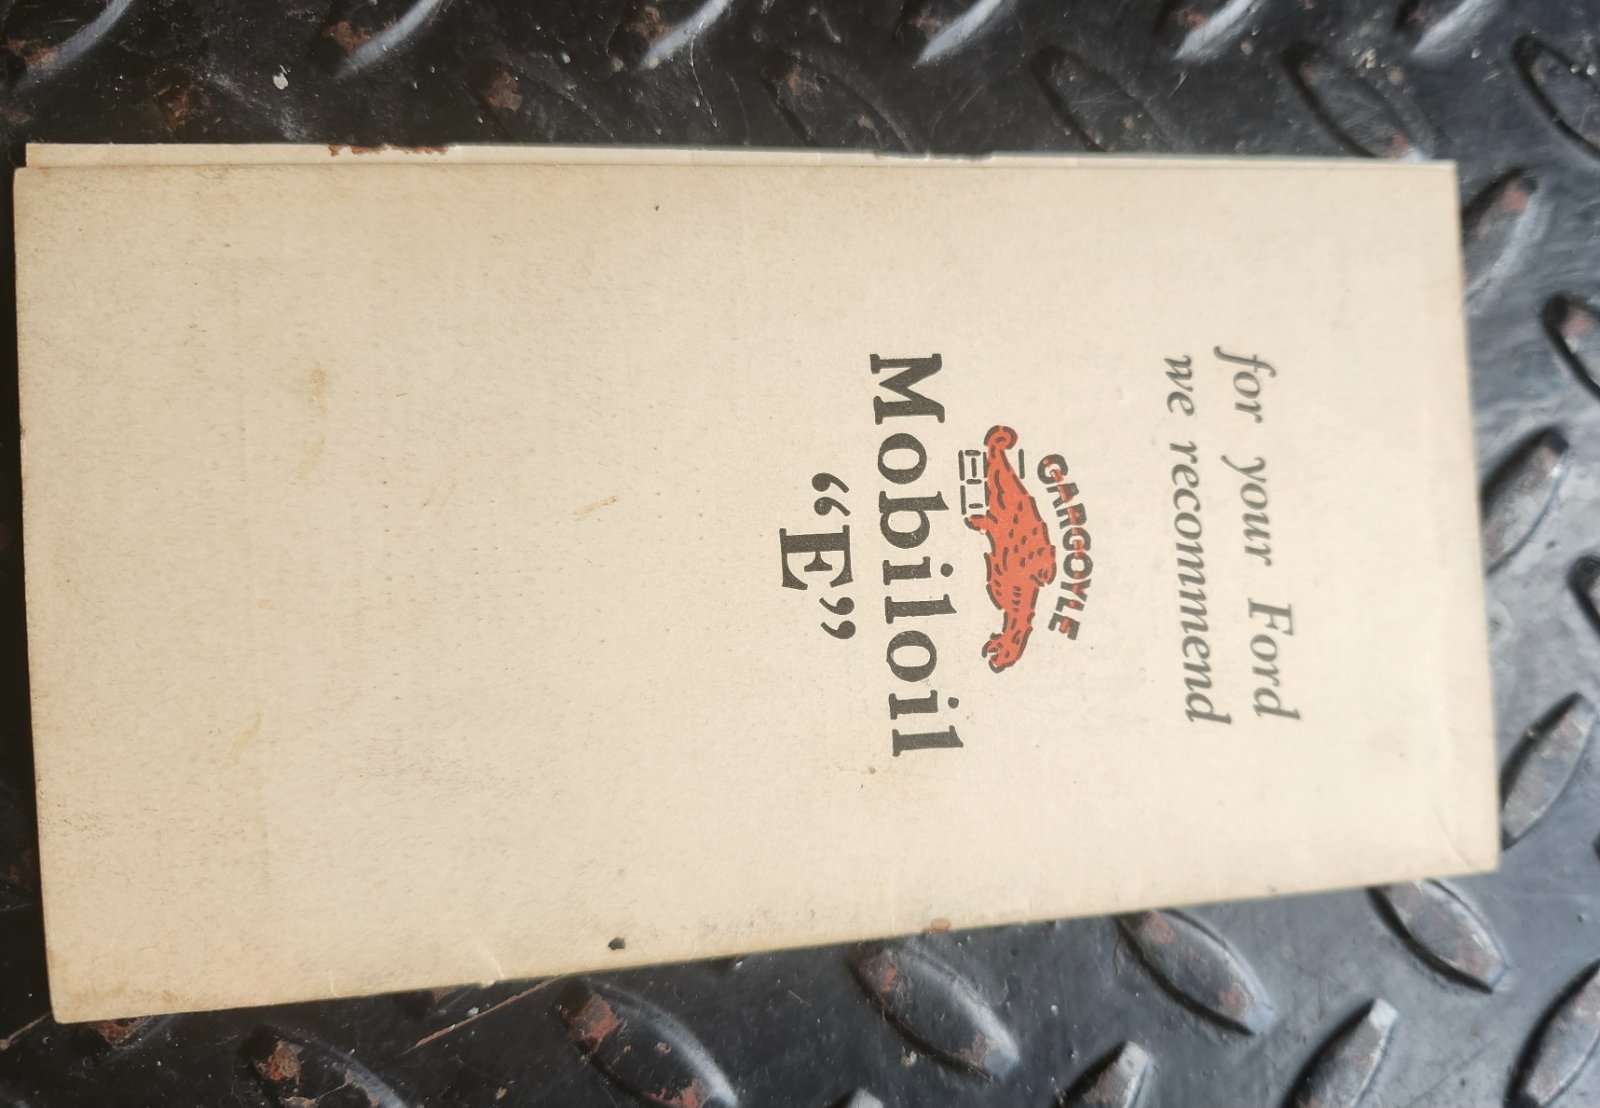 for your Ford
we recommend
GARGOYLE
Mobiloil
“E”